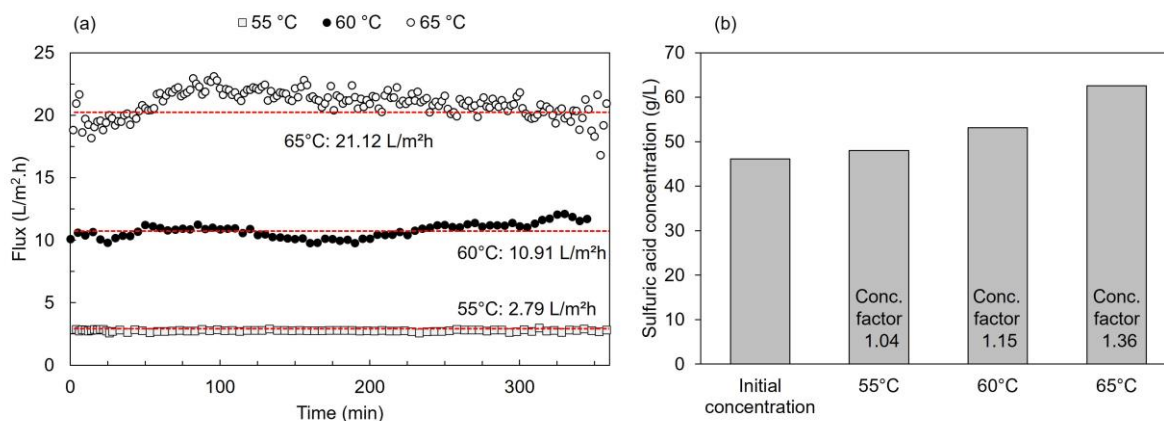 (a)
55 °C 60 °C 65 °C
25
20
15
10
5
0
Flux (L/m².h)
65°C: 21.12 L/m²h
60°C: 10.91 L/m²h
55°C: 2.79 L/m²h
0 100 200 300
Time (min)
(b)
70
60
50
40
30
20
10
0
Sulfuric acid concentration (g/L)
Conc.
factor
1.04
Conc.
factor
1.15
Conc.
factor
1.36
Initial
concentration
55°C
60°C
65°C